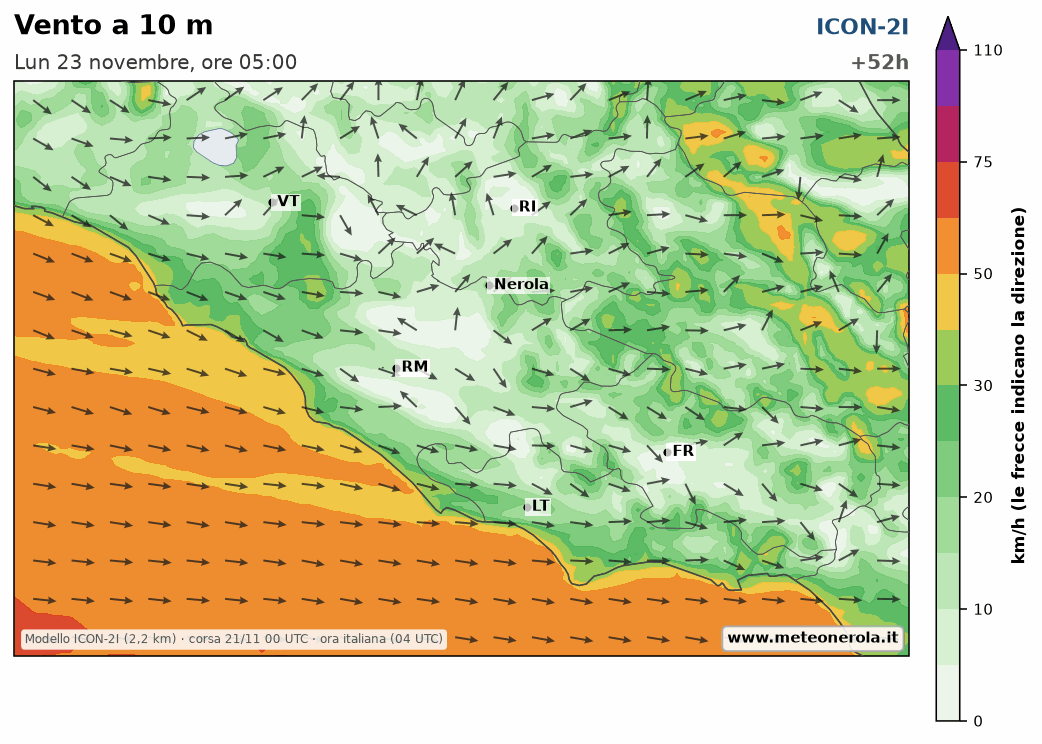 Vento a 10 m
ICON-2I
Lun 23 novembre, ore 05:00
+52h
VT
RI
Nerola
RM
FR
LT
Modello ICON-2I (2,2 km) · corsa 21/11 00 UTC · ora italiana (04 UTC)
www.meteonerola.it
110
75
50
30
20
10
0
km/h (le frecce indicano la direzione)